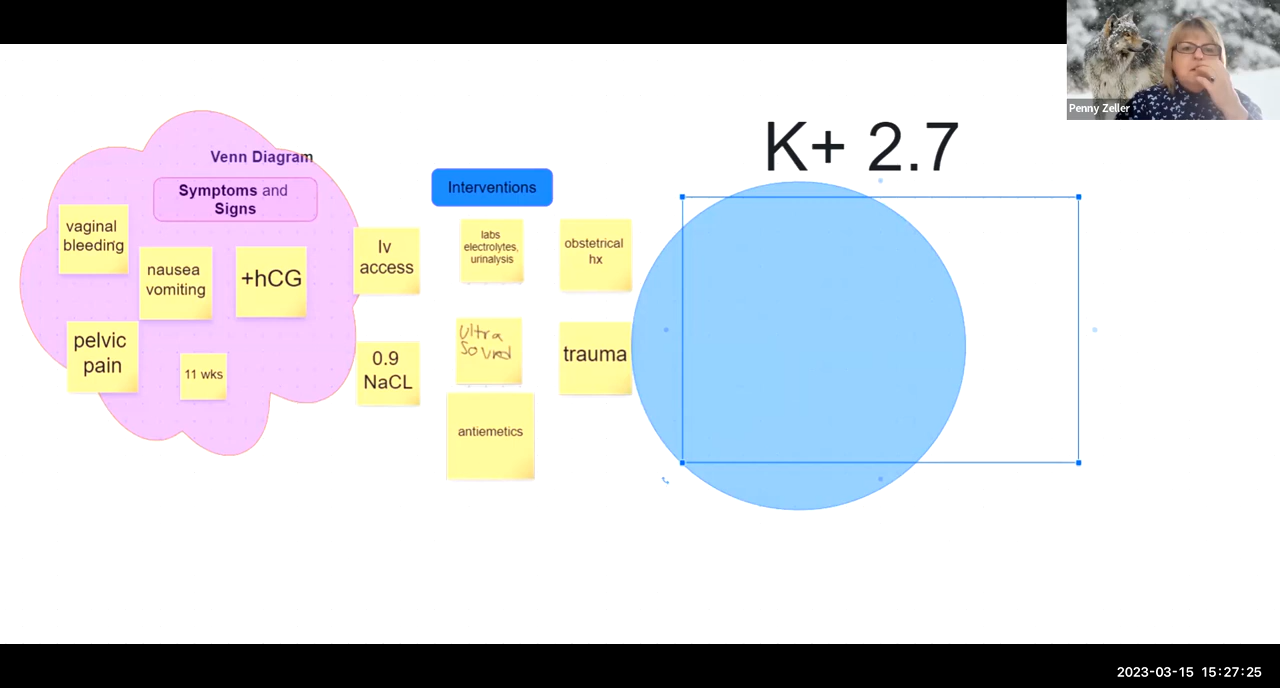 Penny Zeller
K+ 2.7
Venn Diagram
Symptoms and
Signs
vaginal
bleeding
nausea
vomiting
+hCG
pelvic
pain
11 wks
Interventions
Iv
access
labs
electrolytes,
urinalysis
obstetrical
hx
0.9
NaCL
Ultra
Sound
trauma
antiemetics
2023-03-15 15:27:25